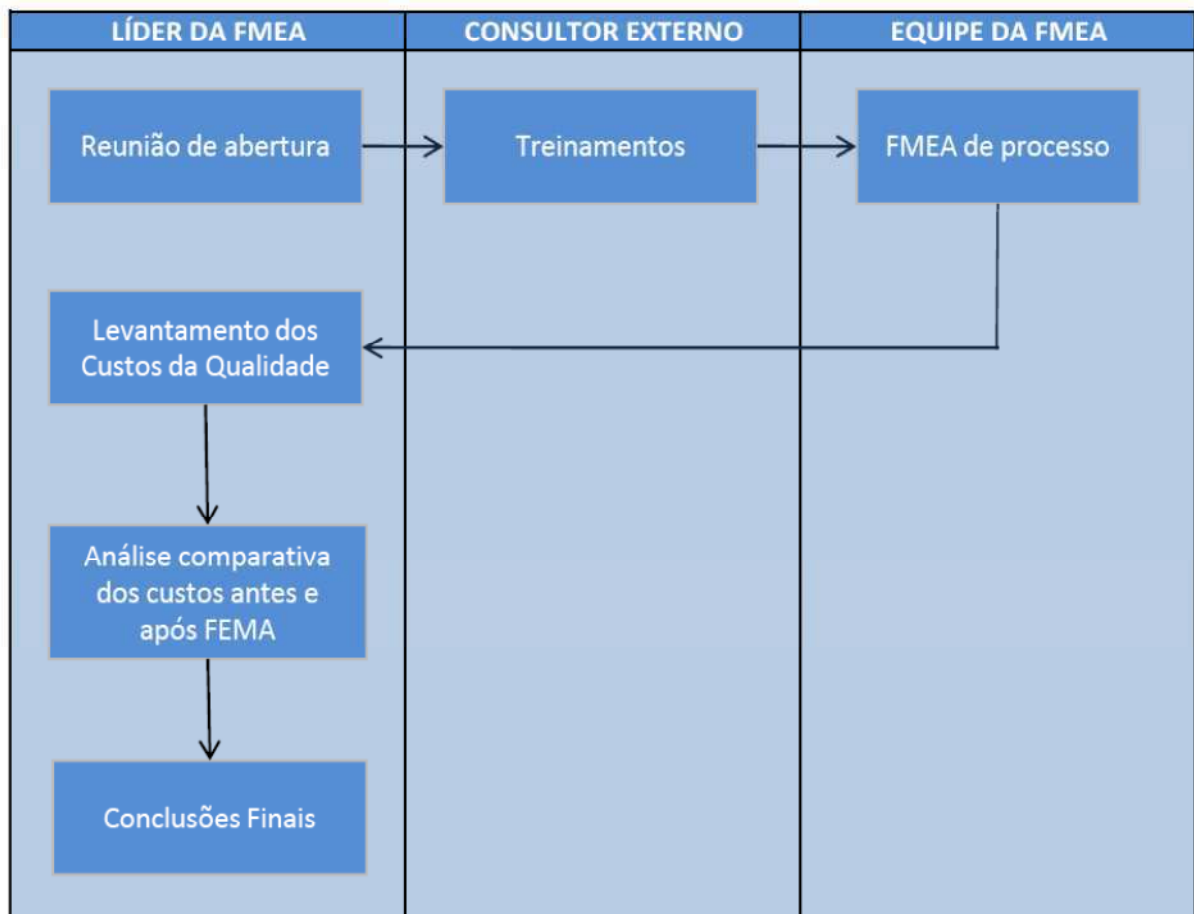 LÍDER DA FMEA
CONSULTOR EXTERNO
EQUIPE DA FMEA
Reunião de abertura
Treinamentos
FMEA de processo
Levantamento dos
Custos da Qualidade
Análise comparativa
dos custos antes e
após FEMA
Conclusões Finais